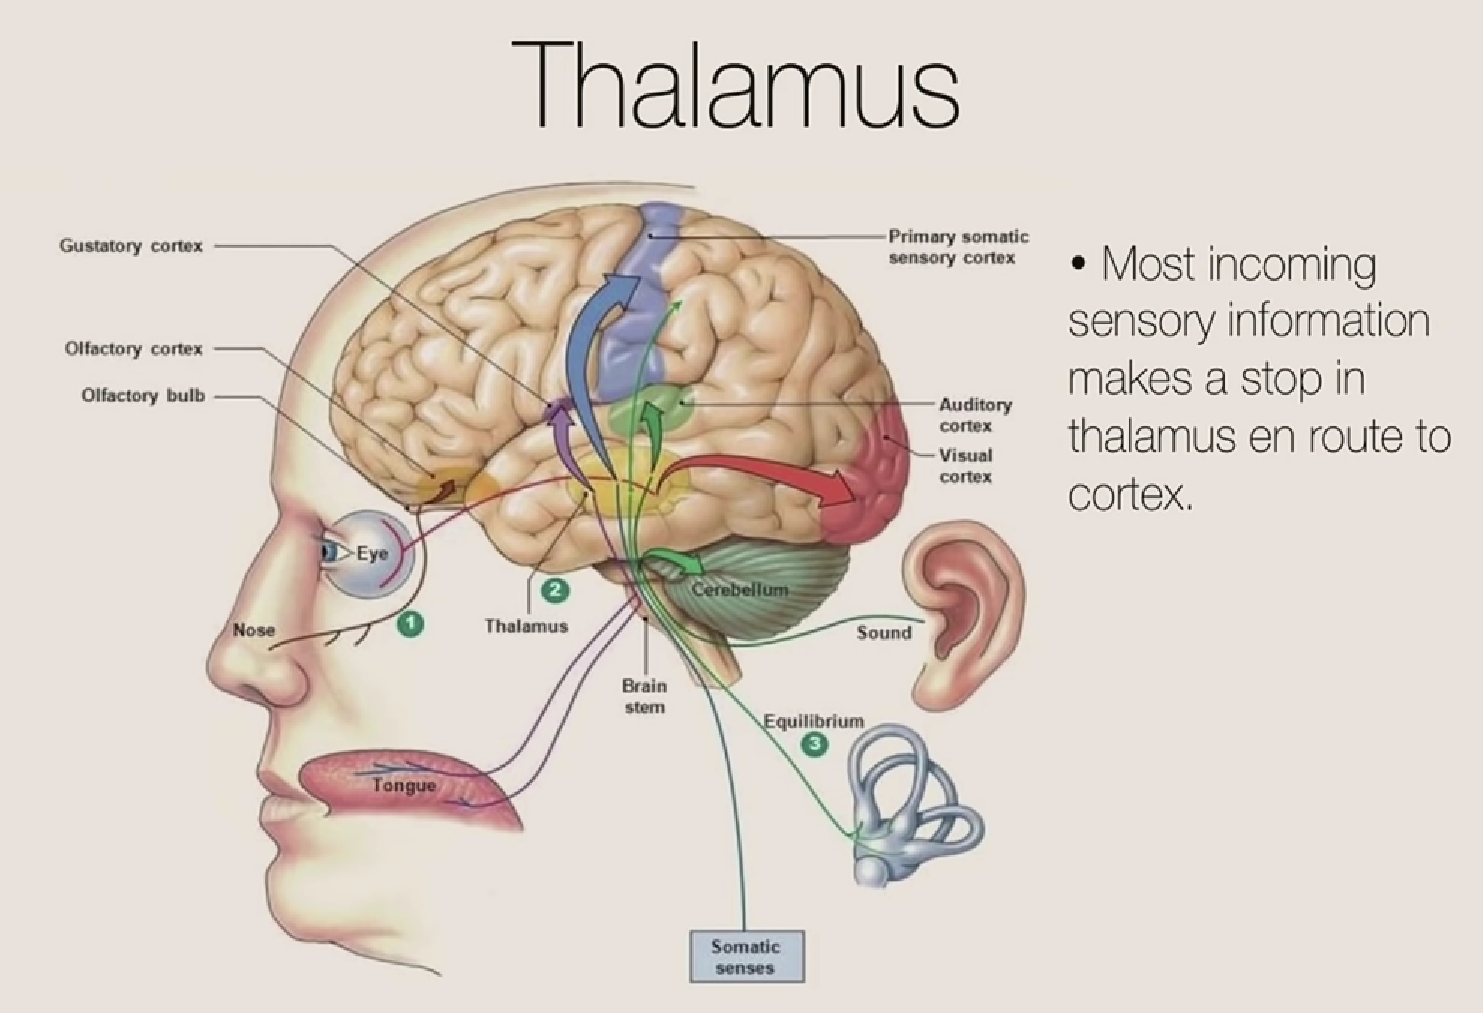 Thalamus
Gustatory cortex
Olfactory cortex
Olfactory bulb
Primary somatic
sensory cortex
Auditory
cortex
Visual
cortex
Eye
Nose
1
2
Thalamus
Cerebellum
Sound
Brain
stem
Equilibrium
3
Tongue
Somatic
senses
• Most incoming
sensory information
makes a stop in
thalamus en route to
cortex.